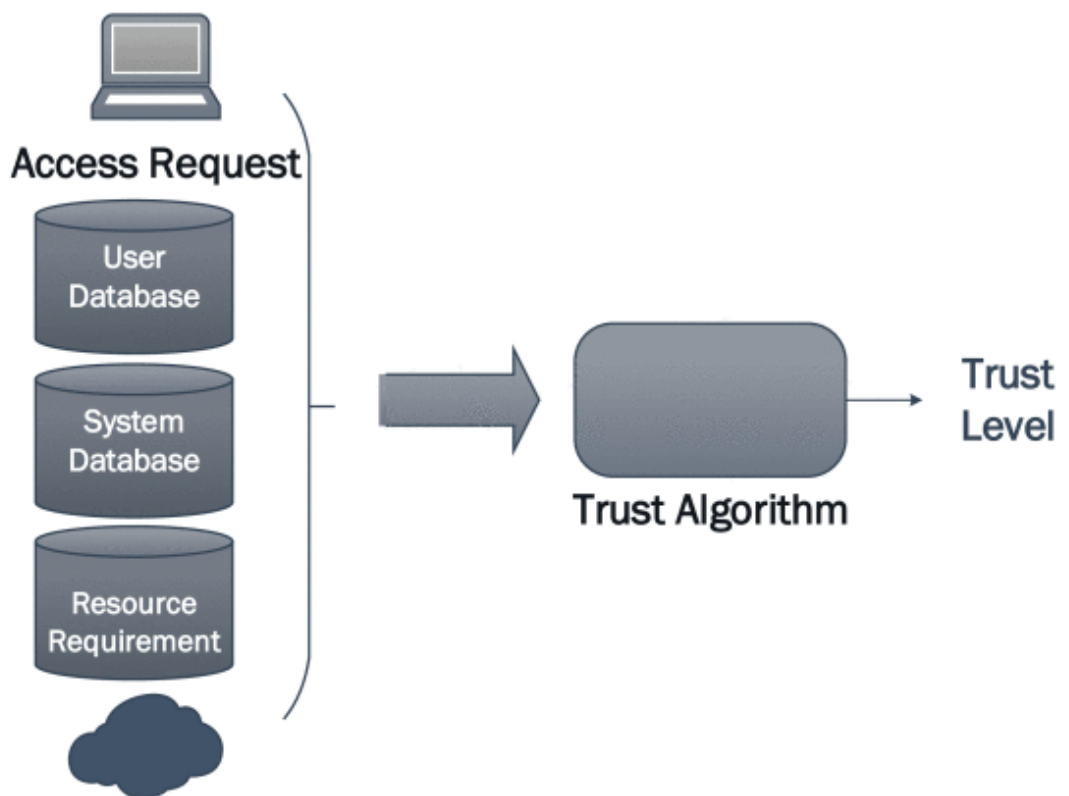 Access Request
User
Database
System
Database
Resource
Requirement
Trust Algorithm
Trust
Level